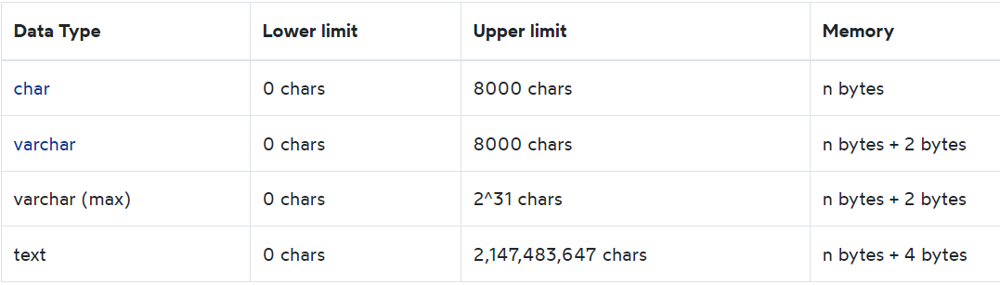 Data Type Lower limit Upper limit Memory
char 0 chars 8000 chars n bytes
varchar 0 chars 8000 chars n bytes + 2 bytes
varchar (max) 0 chars 2^31 chars n bytes + 2 bytes
text 0 chars 2,147,483,647 chars n bytes + 4 bytes